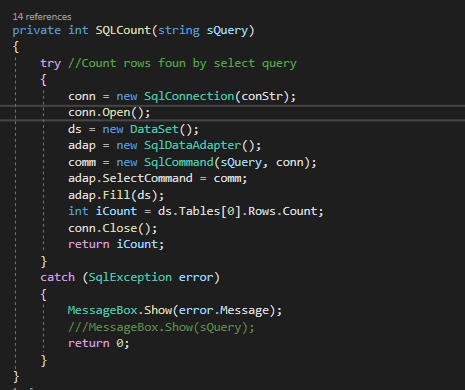 14 references
private int SQLCount(string sQuery)
{
try //Count rows foun by select query
{
conn = new SqlConnection(conStr);
conn.Open();
ds = new DataSet();
adap = new SqlDataAdapter();
comm = new SqlCommand(sQuery, conn);
adap.SelectCommand = comm;
adap.Fill(ds);
int iCount = ds.Tables[0].Rows.Count;
conn.Close();
return iCount;
}
catch (SqlException error)
{
MessageBox.Show(error.Message);
///MessageBox.Show(sQuery);
return 0;
}
}